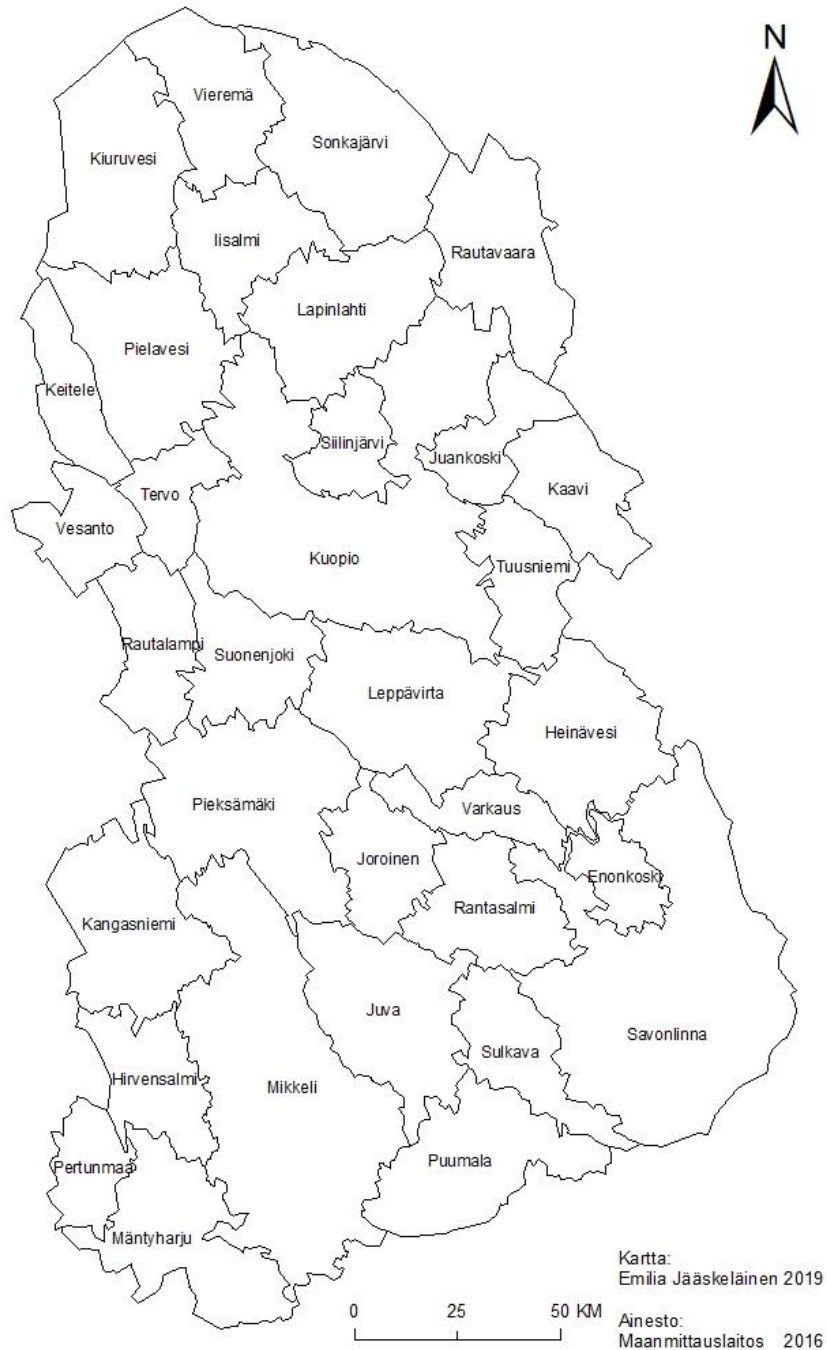 N
Vieremä
Sonkajärvi
Kiuruvesi
Iisalmi
Rautavaara
Lapinlahti
Pielavesi
Keitele
Siilinjärvi
Juankoski
Kaavi
Tervo
Vesanto
Kuopio
Tuusniemi
Rautalampi
Suonenjoki
Leppävirta
Heinävesi
Pieksämäki
Varkaus
Joroinen
Enonkoski
Rantasalmi
Kangasniemi
Juva
Savonlinna
Sulkava
Hirvensalmi
Mikkeli
Puumala
Pertunmaa
Mäntyharju
Kartta:
Emilia Jääskeläinen 2019
0 25 50 KM
Ainesto:
Maanmittauslaitos 2016